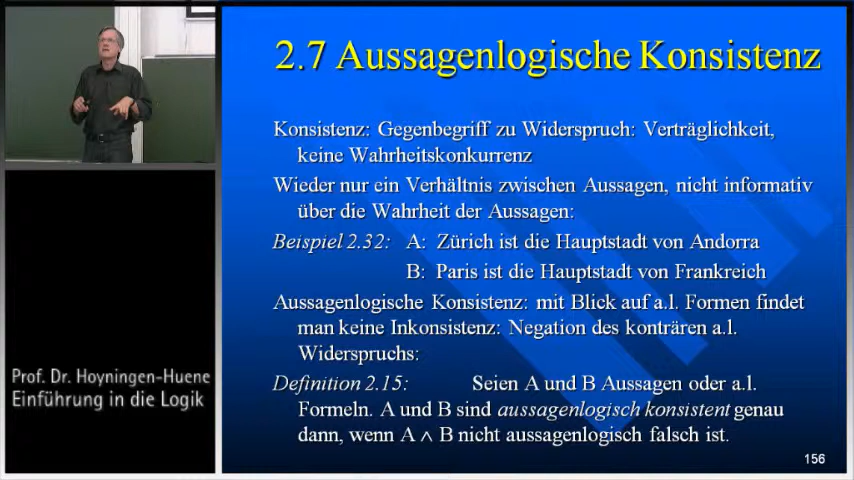 2.7 Aussagenlogische Konsistenz
Konsistenz: Gegenbegriff zu Widerspruch: Verträglichkeit,
keine Wahrheitskonkurrenz
Wieder nur ein Verhältnis zwischen Aussagen, nicht informativ
über die Wahrheit der Aussagen:
Beispiel 2.32: A: Zürich ist die Hauptstadt von Andorra
B: Paris ist die Hauptstadt von Frankreich
Aussagenlogische Konsistenz: mit Blick auf a.l. Formen findet
man keine Inkonsistenz: Negation des konträren a.l.
Widerspruchs:
Definition 2.15: Seien A und B Aussagen oder a.l.
Formeln. A und B sind aussagenlogisch konsistent genau
dann, wenn A ∧ B nicht aussagenlogisch falsch ist.
156
Prof. Dr. Hoyningen-Huene
Einführung in die Logik